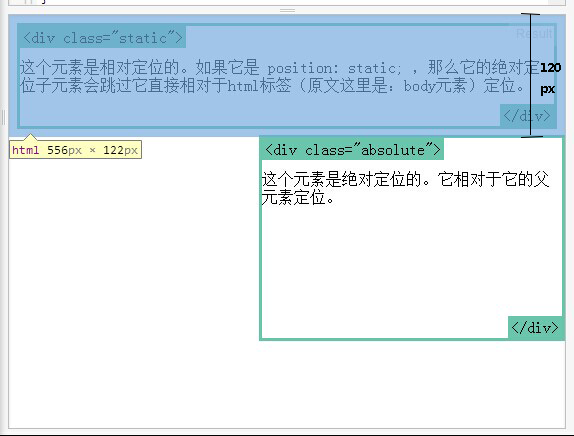 Result
<div class="static">
这个元素是相对定位的。如果它是 position: static; ，那么它的绝对定
位子元素会跳过它直接相对于html标签（原文这里是：body元素）定位。
</div>
120
px
html 556px × 122px
<div class="absolute">
这个元素是绝对定位的。它相对于它的父
元素定位。
</div>